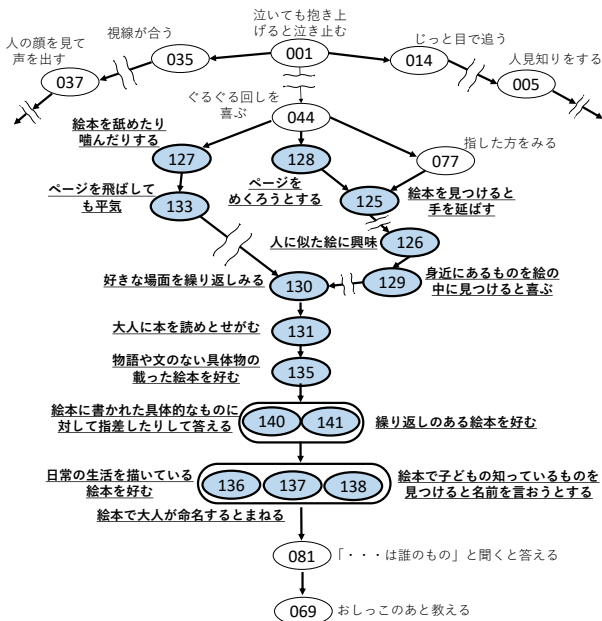 泣いても抱き上
げると泣き止む
視線が合う
人の顔を見て
声を出す
じっと目で追う
人見知りをする
035
001
014
037
005
ぐるぐる回しを
喜ぶ
044
絵本を舐めたり
噛んだりする
指した方をみる
127
128
077
ページを
めくろうとする
ページを飛ばして
も平気
133
125
絵本を見つけると
手を延ばす
人に似た絵に興味
126
好きな場面を繰り返しみる
130
129
身近にあるものを絵の
中に見つけると喜ぶ
大人に本を読めとせがむ
131
物語や文のない具体物の
載った絵本を好む
135
絵本に書かれた具体的なものに
対して指差したりして答える
140
141
繰り返しのある絵本を好む
日常の生活を描いている
絵本を好む
136
137
138
絵本で子どもの知っているものを
見つけると名前を言おうとする
絵本で大人が命名するとまねる
081
「・・・は誰のもの」と聞くと答える
069
おしっこのあと教える